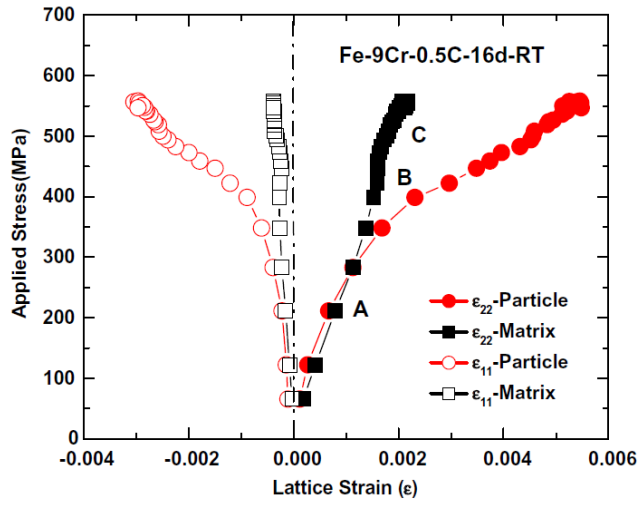 Fe-9Cr-0.5C-16d-RT
600
500
400
300
200
100
0
Applied Stress(MPa)
C
B
A
ε22-Particle
ε22-Matrix
ε11-Particle
ε11-Matrix
-0.004 -0.002 0.000 0.002 0.004 0.006
Lattice Strain (ε)
700